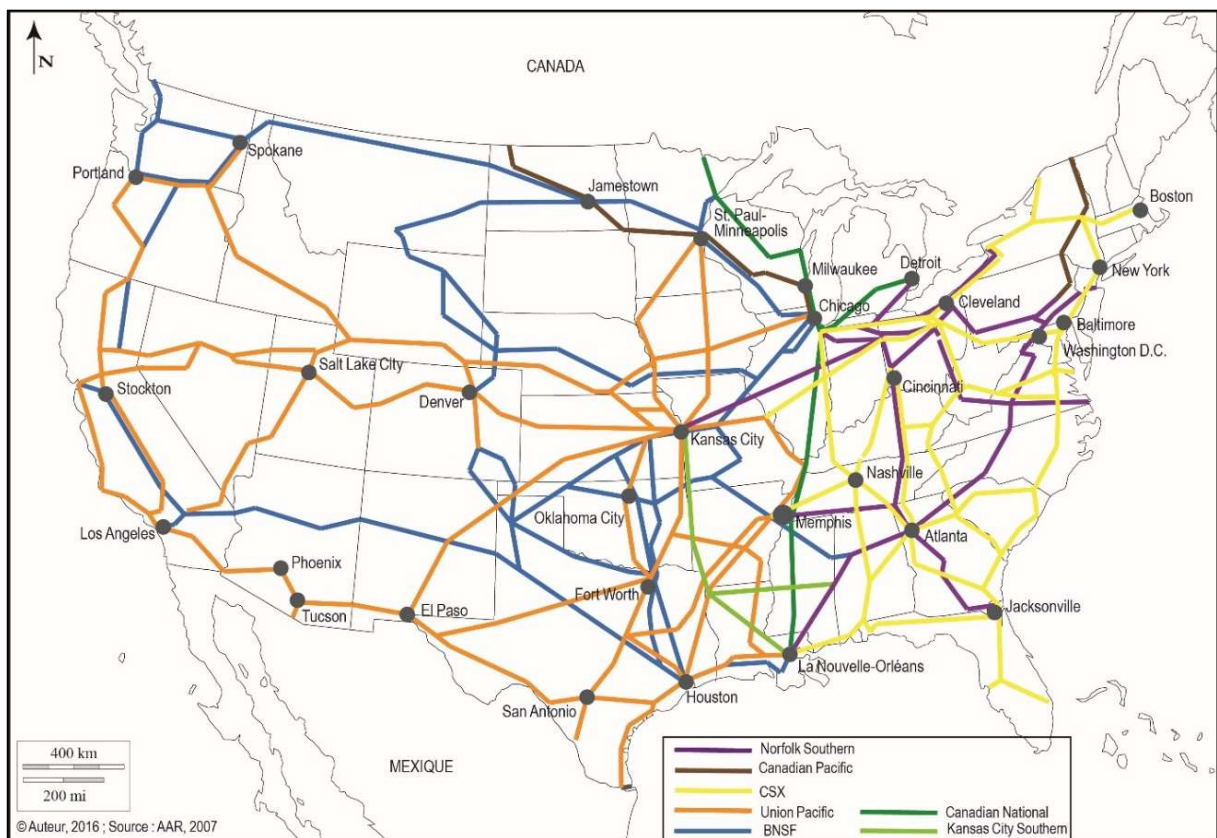 N
CANADA
Spokane
Portland
Jamestown
Boston
St. Paul-
Minneapolis
Milwaukee
Detroit
New York
Chicago
Cleveland
Baltimore
Washington D.C.
Salt Lake City
Stockton
Denver
Cincinnati
Kansas City
Nashville
Oklahoma City
Memphis
Los Angeles
Atlanta
Phoenix
Fort Worth
Tucson
El Paso
Jacksonville
La Nouvelle-Orléans
Houston
San Antonio
400 km
200 mi
MEXIQUE
Norfolk Southern
Canadian Pacific
CSX
Union Pacific
BNSF
Canadian National
Kansas City Southern
© Auteur, 2016 ; Source : AAR, 2007